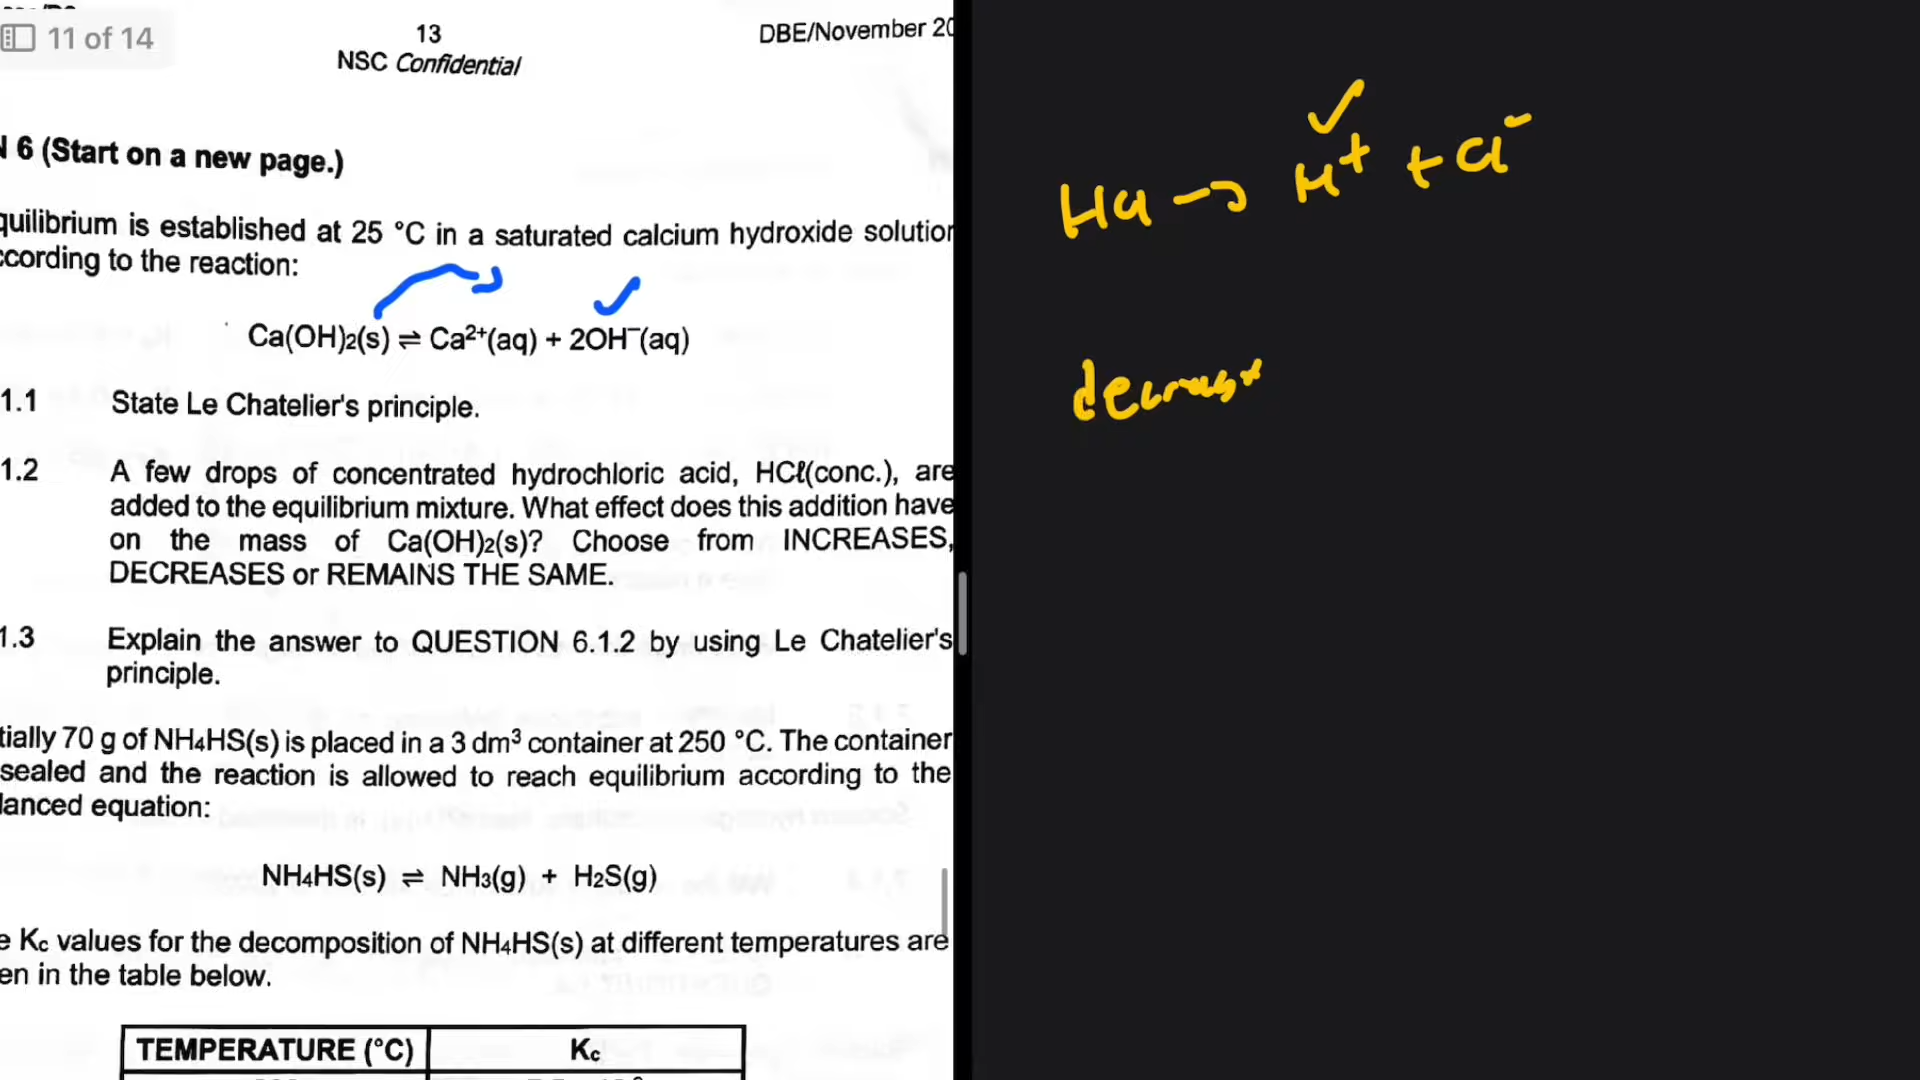 11 of 14
13
DBE/November 20
NSC Confidential
6 (Start on a new page.)
quilibrium is established at 25 °C in a saturated calcium hydroxide solution
ccording to the reaction:
Ca(OH)₂(s) ⇌ Ca²⁺(aq) + 2OH⁻(aq)
1.1 State Le Chatelier's principle.
1.2 A few drops of concentrated hydrochloric acid, HCℓ(conc.), are
added to the equilibrium mixture. What effect does this addition have
on the mass of Ca(OH)₂(s)? Choose from INCREASES,
DECREASES or REMAINS THE SAME.
1.3 Explain the answer to QUESTION 6.1.2 by using Le Chatelier's
principle.
tially 70 g of NH₄HS(s) is placed in a 3 dm³ container at 250 °C. The container
sealed and the reaction is allowed to reach equilibrium according to the
lanced equation:
NH₄HS(s) ⇌ NH₃(g) + H₂S(g)
e Kc values for the decomposition of NH₄HS(s) at different temperatures are
en in the table below.
TEMPERATURE (°C) Kc
HCl → H⁺ + Cl⁻